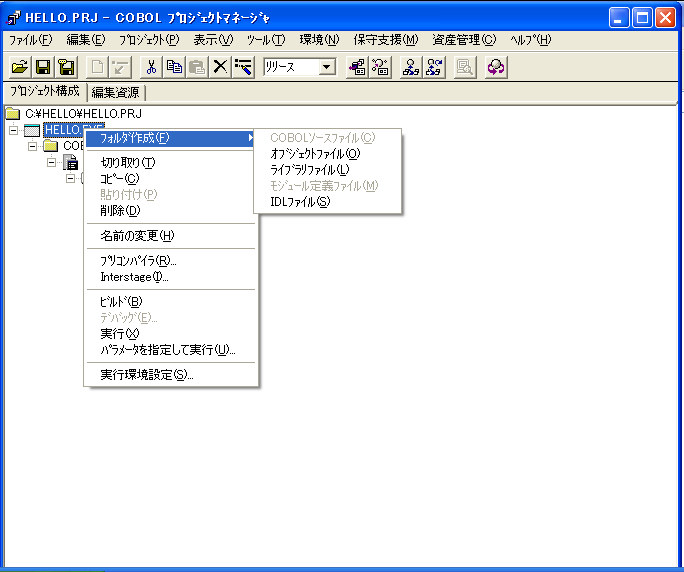 HELLO.PRJ - COBOL ﾌﾟﾛｼﾞｪｸﾄﾏﾈｰｼﾞｬ
ﾌｧｲﾙ(F) 編集(E) ﾌﾟﾛｼﾞｪｸﾄ(P) 表示(V) ﾂｰﾙ(T) 環境(N) 保守支援(M) 資産管理(C) ﾍﾙﾌﾟ(H)
ﾘﾘｰｽ
ﾌﾟﾛｼﾞｪｸﾄ構成 編集資源
C:¥HELLO¥HELLO.PRJ
HELLO.EXE
COB
ﾌｫﾙﾀﾞ作成(F)
切り取り(T)
ｺﾋﾟｰ(C)
貼り付け(P)
削除(D)
名前の変更(H)
ﾌﾟﾘｺﾝﾊﾟｲﾗ(R)...
Interstage(I)...
ﾋﾞﾙﾄﾞ(B)
ﾃﾞﾊﾞｯｸﾞ(E)...
実行(X)
ﾊﾟﾗﾒｰﾀを指定して実行(U)...
実行環境設定(S)...
COBOLｿｰｽﾌｧｲﾙ(C)
ｵﾌﾞｼﾞｪｸﾄﾌｧｲﾙ(O)
ﾗｲﾌﾞﾗﾘﾌｧｲﾙ(L)
ﾓｼﾞｭｰﾙ定義ﾌｧｲﾙ(M)
IDLﾌｧｲﾙ(S)